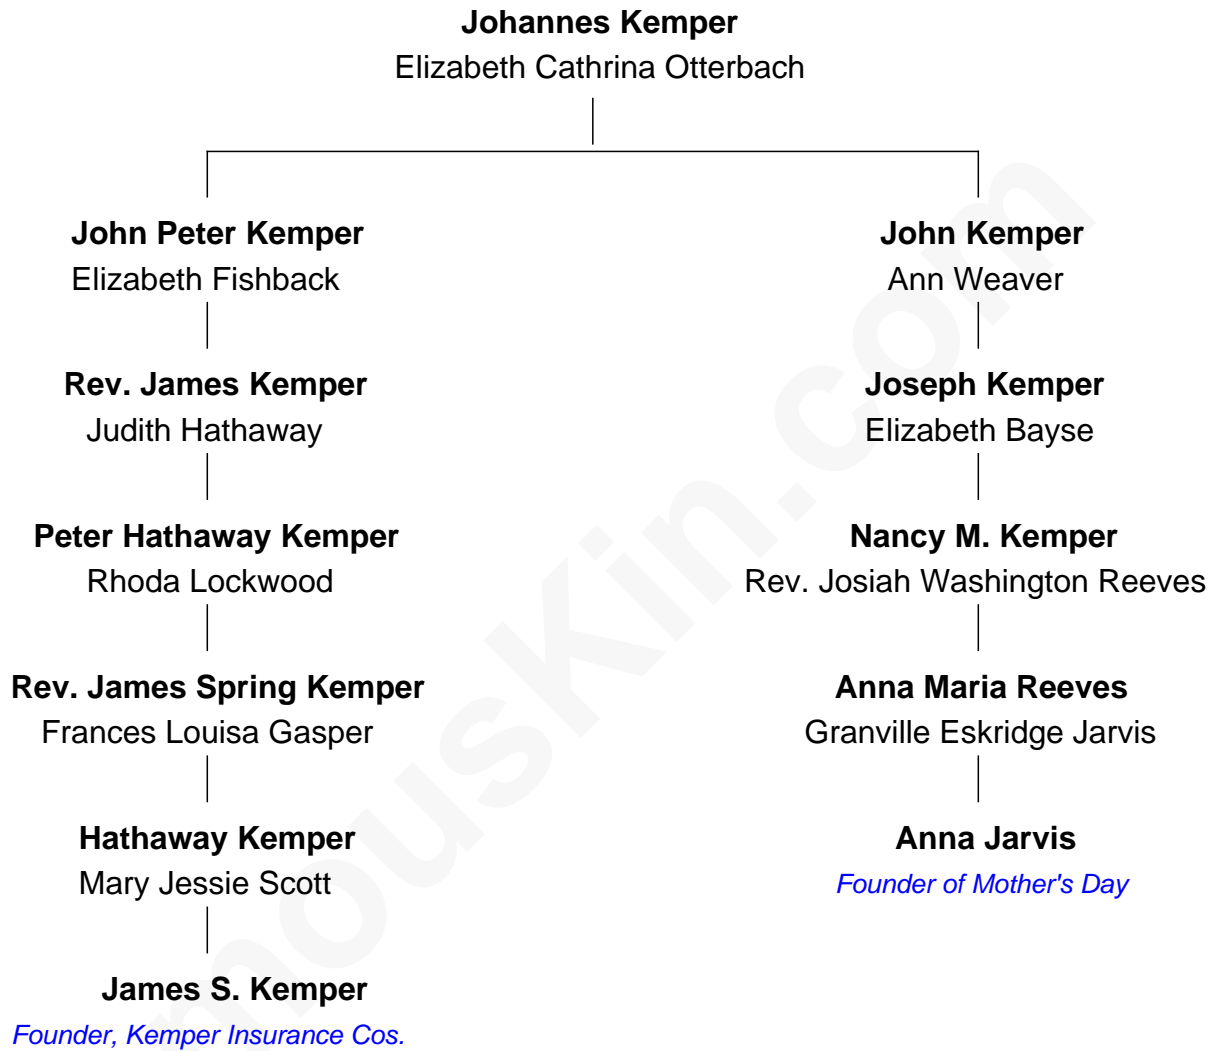 Johannes Kemper
Elizabeth Cathrina Otterbach
John Peter Kemper
Elizabeth Fishback
John Kemper
Ann Weaver
Rev. James Kemper
Judith Hathaway
Joseph Kemper
Elizabeth Bayse
Peter Hathaway Kemper
Rhoda Lockwood
Nancy M. Kemper
Rev. Josiah Washington Reeves
Rev. James Spring Kemper
Frances Louisa Gasper
Anna Maria Reeves
Granville Eskridge Jarvis
Hathaway Kemper
Mary Jessie Scott
Anna Jarvis
Founder of Mother's Day
James S. Kemper
Founder, Kemper Insurance Cos.
mousKin.com